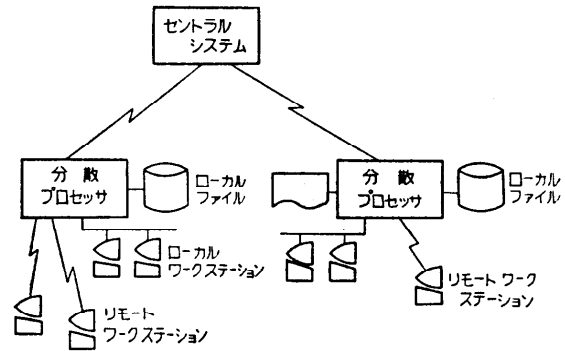 セントラル
システム
分散
プロセッサ
ローカル
ファイル
分散
プロセッサ
ローカル
ファイル
ローカル
ワークステーション
リモート
ワークステーション
リモートワーク
ステーション